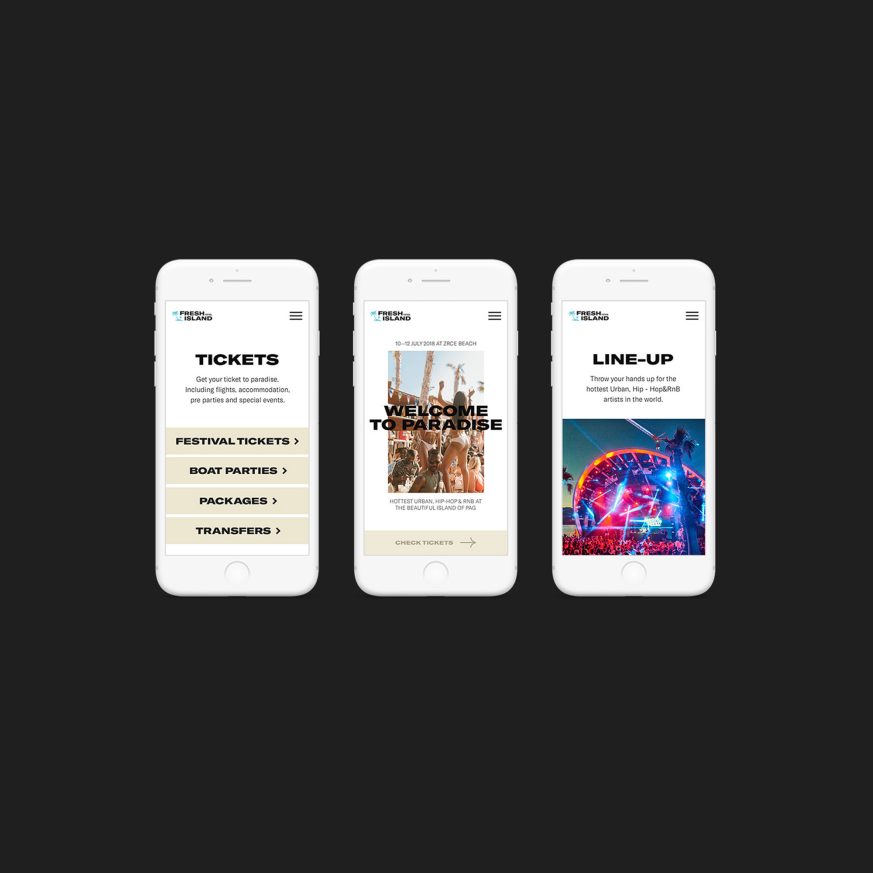 FRESH
ISLAND
TICKETS
Get your ticket to paradise.
Including flights, accommodation,
pre parties and special events.
FESTIVAL TICKETS
BOAT PARTIES
PACKAGES
TRANSFERS
FRESH
ISLAND
10–12 JULY 2018 AT ZRCE BEACH
WELCOME
TO PARADISE
HOTTEST URBAN, HIP-HOP & RNB AT
THE BEAUTIFUL ISLAND OF PAG
CHECK TICKETS
FRESH
ISLAND
LINE–UP
Throw your hands up for the
hottest Urban, Hip - Hop&RnB
artists in the world.